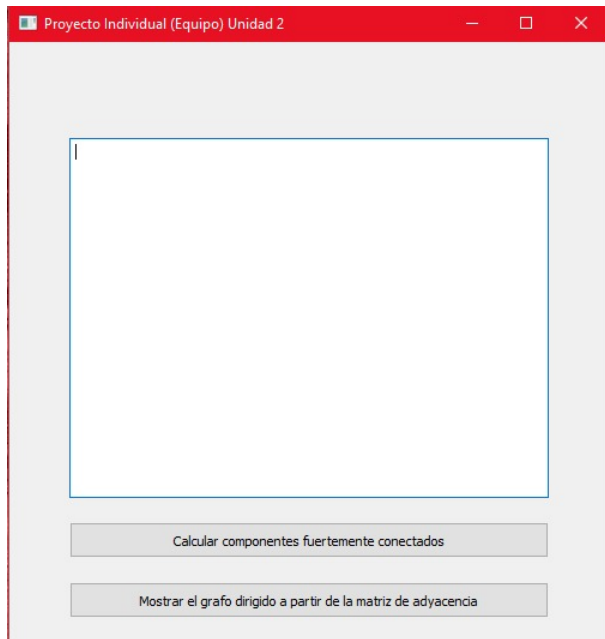 Proyecto Individual (Equipo) Unidad 2
Calcular componentes fuertemente conectados
Mostrar el grafo dirigido a partir de la matriz de adyacencia